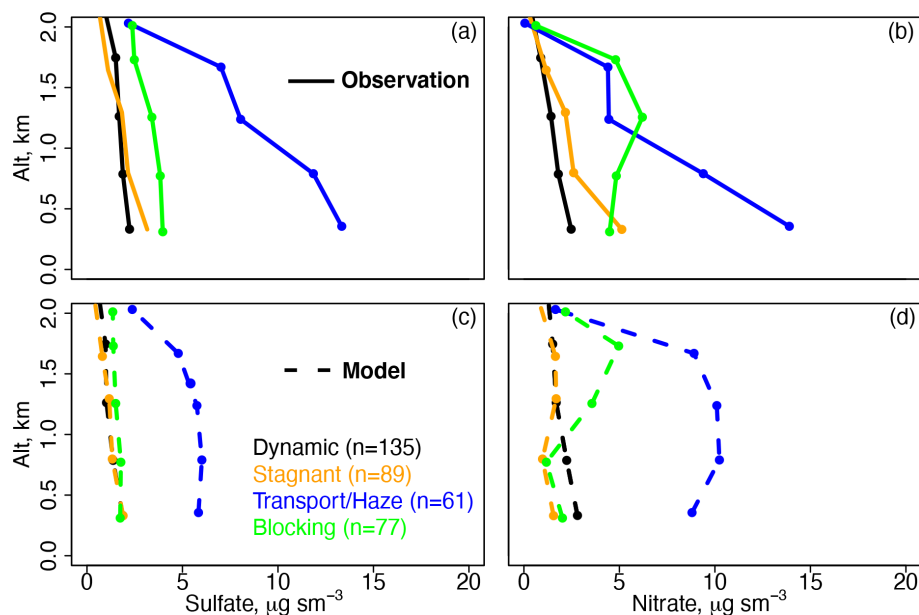 (a)
Observation
Alt, km
0.0 0.5 1.0 1.5 2.0
(b)
(c)
Model
Dynamic (n=135)
Stagnant (n=89)
Transport/Haze (n=61)
Blocking (n=77)
Alt, km
0.0 0.5 1.0 1.5 2.0
0 5 10 15 20
Sulfate, μg sm⁻³
(d)
0 5 10 15 20
Nitrate, μg sm⁻³